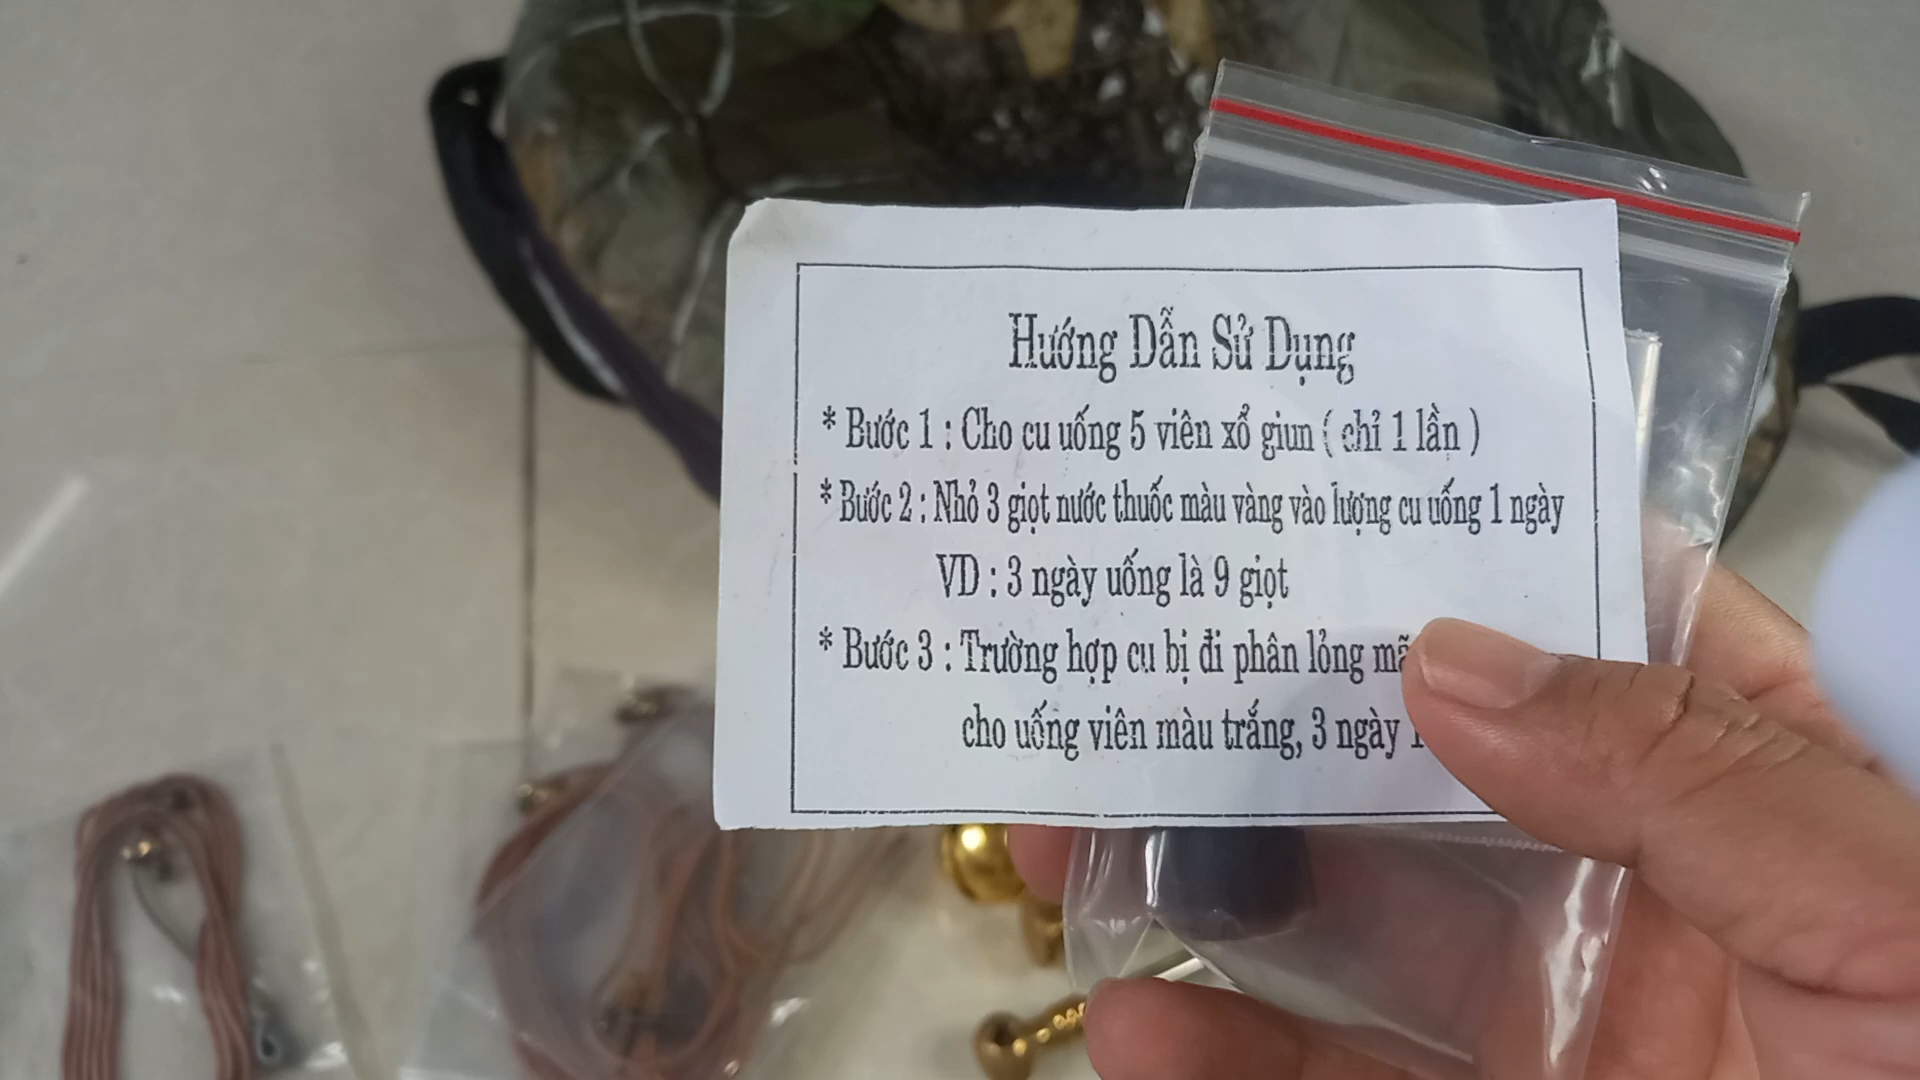 Hướng Dẫn Sử Dụng
* Bước 1 : Cho cu uống 5 viên xổ giun ( chỉ 1 lần )
* Bước 2 : Nhỏ 3 giọt nước thuốc màu vàng vào lượng cu uống 1 ngày
VD : 3 ngày uống là 9 giọt
* Bước 3 : Trường hợp cu bị đi phân lỏng
cho uống viên màu trắng, 3 ngày